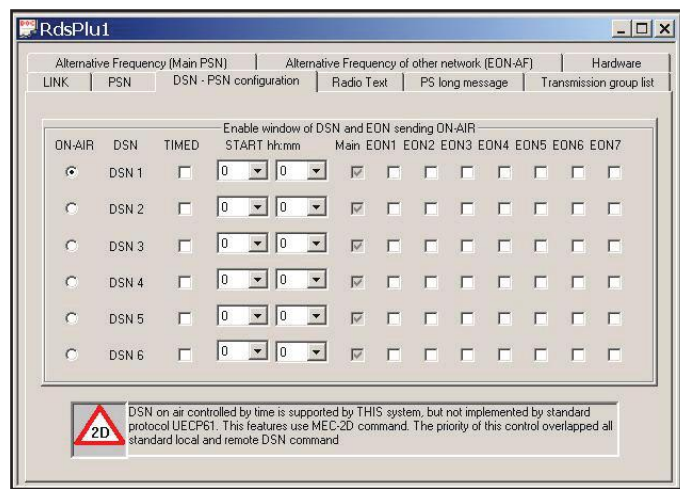 RdsPlu1
Alternative Frequency (Main PSN) Alternative Frequency of other network (EON-AF) Hardware
LINK PSN DSN - PSN configuration Radio Text PS long message Transmission group list
Enable window of DSN and EON sending ON-AIR
ON-AIR DSN TIMED START hh:mm Main EON1 EON2 EON3 EON4 EON5 EON6 EON7
DSN 1 0 0
DSN 2 0 0
DSN 3 0 0
DSN 4 0 0
DSN 5 0 0
DSN 6 0 0
2D
DSN on air controlled by time is supported by THIS system, but not implemented by standard
protocol UECP61. This features use MEC-2D command. The priority of this control overlapped all
standard local and remote DSN command